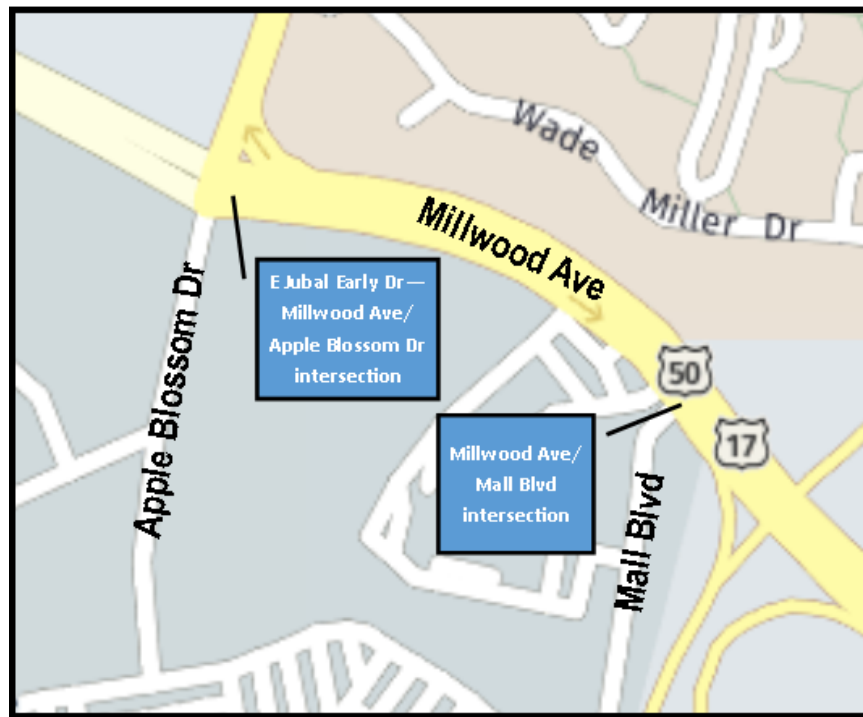 Wade
Miller Dr
Millwood Ave
E Jubal Early Dr—
Millwood Ave/
Apple Blossom Dr
intersection
Apple Blossom Dr
50
17
Millwood Ave/
Mall Blvd
intersection
Mall Blvd